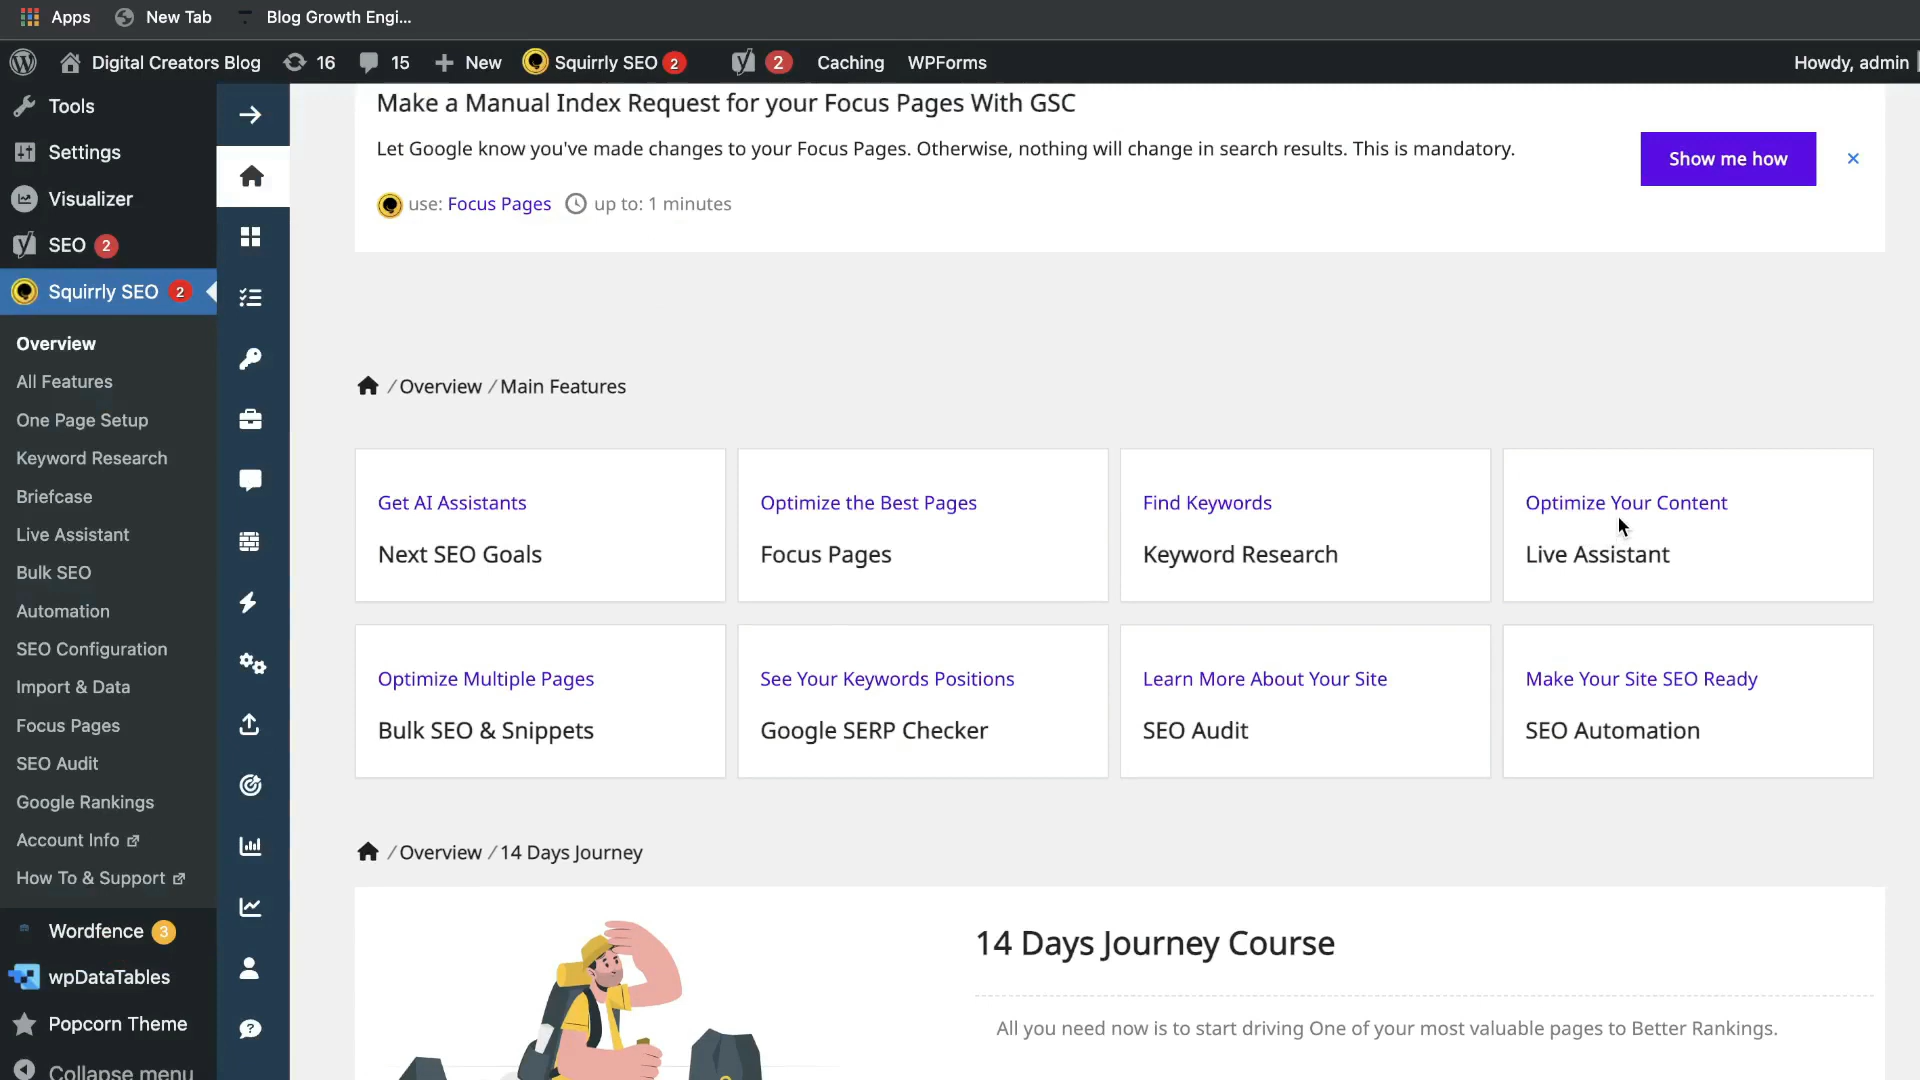 Apps New Tab Blog Growth Engi...
Digital Creators Blog 16 15 New Squirrly SEO 2 2 Caching WPForms Howdy, admin
Tools
Settings
Visualizer
SEO 2
Squirrly SEO 2
Overview
All Features
One Page Setup
Keyword Research
Briefcase
Live Assistant
Bulk SEO
Automation
SEO Configuration
Import & Data
Focus Pages
SEO Audit
Google Rankings
Account Info
How To & Support
Wordfence 3
wpDataTables
Popcorn Theme
Collapse menu
Make a Manual Index Request for your Focus Pages With GSC
Let Google know you've made changes to your Focus Pages. Otherwise, nothing will change in search results. This is mandatory.
Show me how
use: Focus Pages up to: 1 minutes
/ Overview / Main Features
Get AI Assistants
Next SEO Goals
Optimize the Best Pages
Focus Pages
Find Keywords
Keyword Research
Optimize Your Content
Live Assistant
Optimize Multiple Pages
Bulk SEO & Snippets
See Your Keywords Positions
Google SERP Checker
Learn More About Your Site
SEO Audit
Make Your Site SEO Ready
SEO Automation
/ Overview / 14 Days Journey
14 Days Journey Course
All you need now is to start driving One of your most valuable pages to Better Rankings.